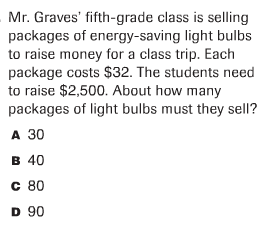 Mr. Graves' fifth-grade class is selling
packages of energy-saving light bulbs
to raise money for a class trip. Each
package costs $32. The students need
to raise $2,500. About how many
packages of light bulbs must they sell?
A 30
B 40
C 80
D 90